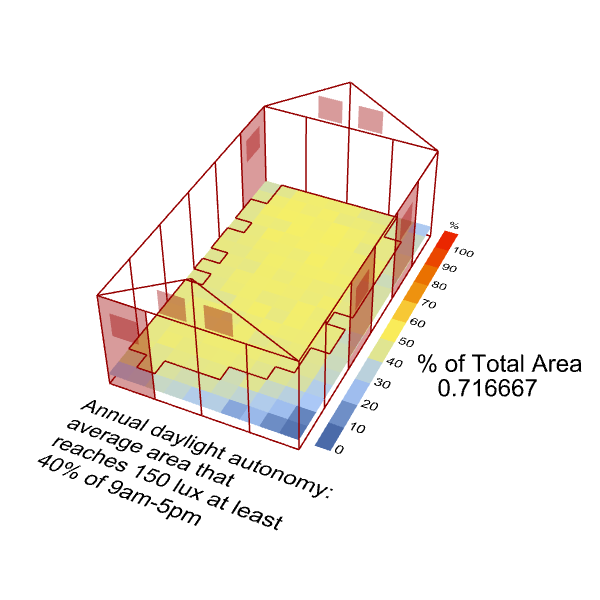 %
100
90
80
70
60
50
40
30
20
10
0
% of Total Area
0.716667
Annual daylight autonomy:
average area that
reaches 150 lux at least
40% of 9am-5pm